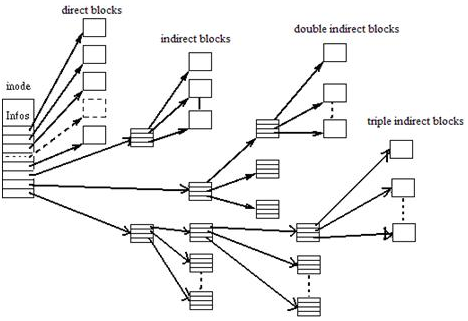 direct blocks
indirect blocks
double indirect blocks
inode
Infos
triple indirect blocks